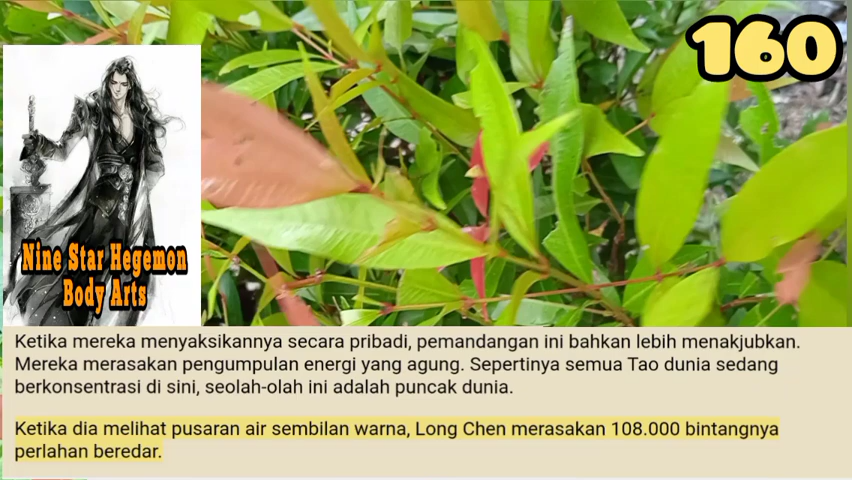 160
Nine Star Hegemon
Body Arts
Ketika mereka menyaksikannya secara pribadi, pemandangan ini bahkan lebih menakjubkan.
Mereka merasakan pengumpulan energi yang agung. Sepertinya semua Tao dunia sedang
berkonsentrasi di sini, seolah-olah ini adalah puncak dunia.
Ketika dia melihat pusaran air sembilan warna, Long Chen merasakan 108.000 bintangnya
perlahan beredar.